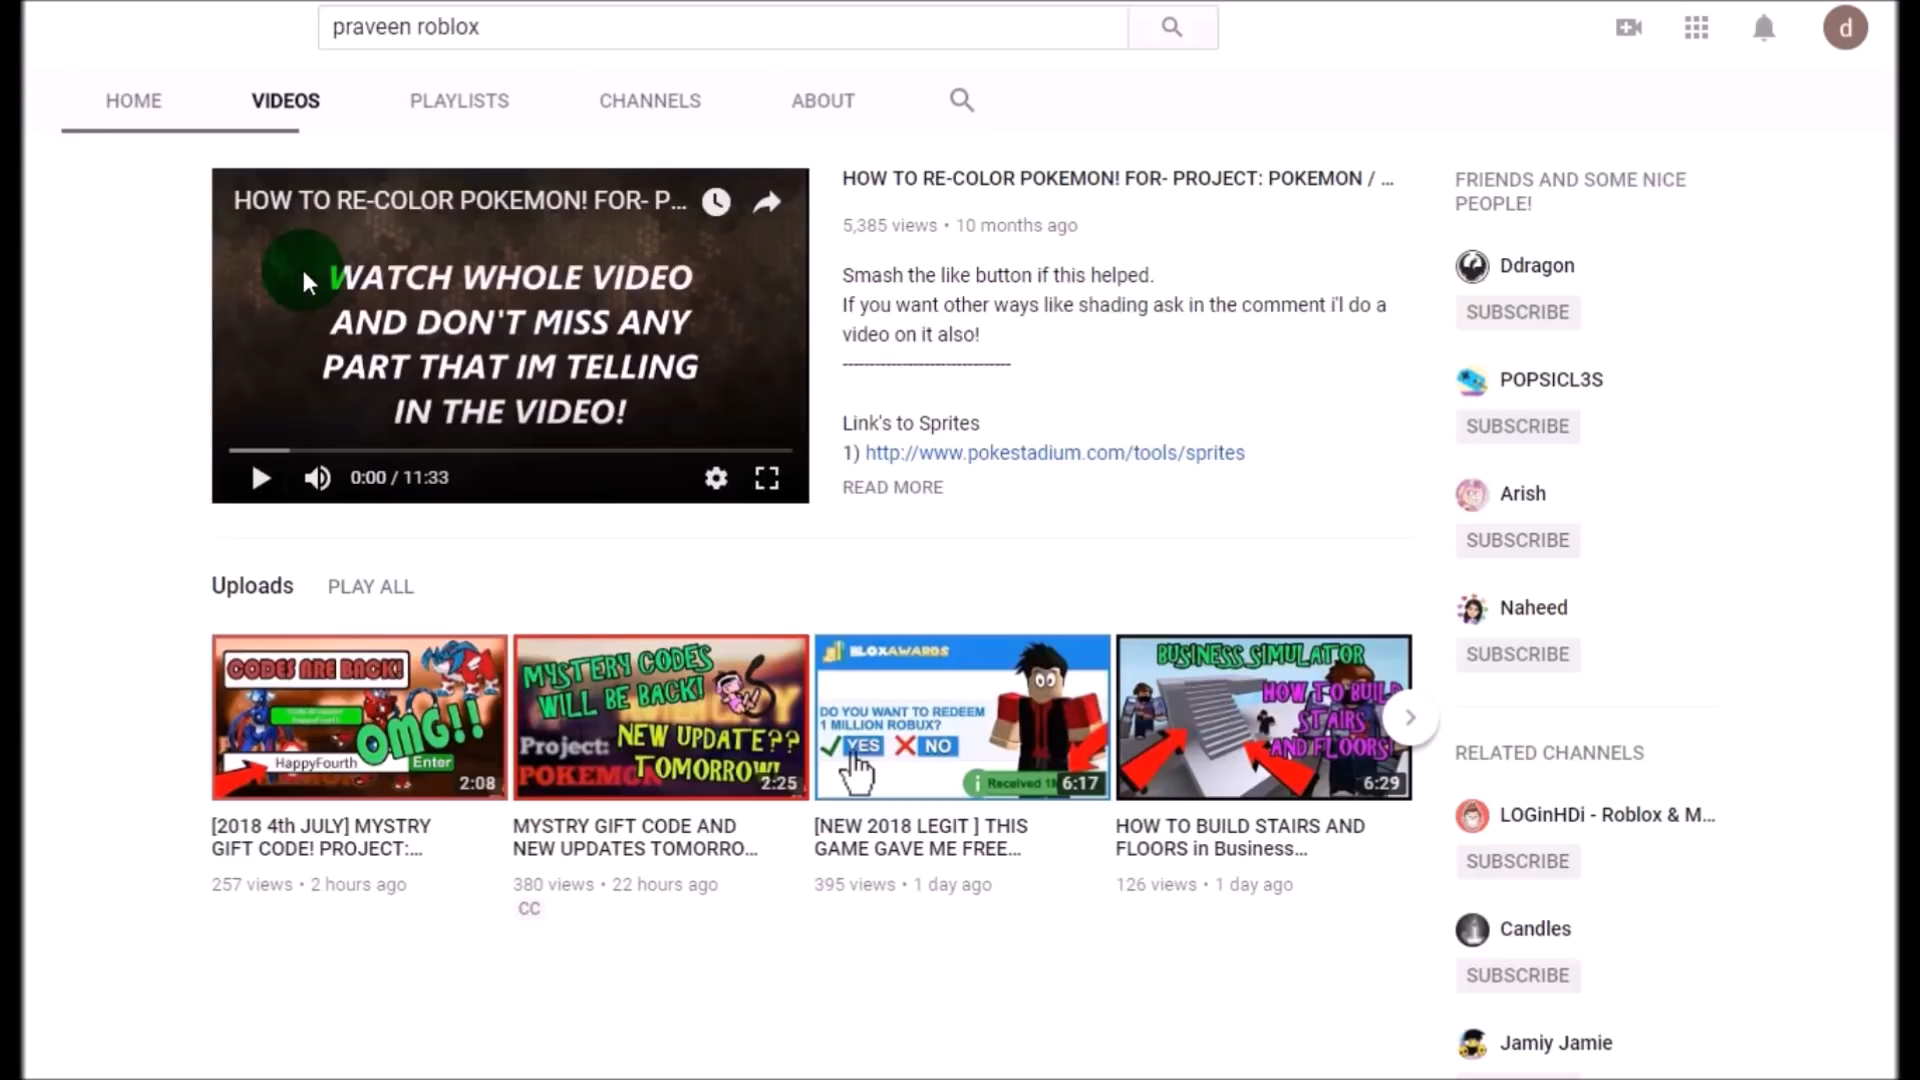 praveen roblox
d
HOME VIDEOS PLAYLISTS CHANNELS ABOUT
HOW TO RE-COLOR POKEMON! FOR- P...
WATCH WHOLE VIDEO
AND DON'T MISS ANY
PART THAT IM TELLING
IN THE VIDEO!
0:00 / 11:33
HOW TO RE-COLOR POKEMON! FOR- PROJECT: POKEMON / ...
5,385 views • 10 months ago
Smash the like button if this helped.
If you want other ways like shading ask in the comment i'l do a
video on it also!
-------------------------------
Link's to Sprites
1) http://www.pokestadium.com/tools/sprites
READ MORE
Uploads PLAY ALL
CODES ARE BACK!
OMG!!
HappyFourth
Enter
2:08
[2018 4th JULY] MYSTRY
GIFT CODE! PROJECT:...
257 views • 2 hours ago
MYSTERY CODES
WILL BE BACK!
NEW UPDATE??
Project:
TOMORROW!
2:25
MYSTRY GIFT CODE AND
NEW UPDATES TOMORRO...
380 views • 22 hours ago
CC
BLOXAWARDS
DO YOU WANT TO REDEEM
1 MILLION ROBUX?
YES NO
Received
6:17
[NEW 2018 LEGIT ] THIS
GAME GAVE ME FREE...
395 views • 1 day ago
BUSINESS SIMULATOR
HOW TO BUILD
STAIRS
AND FLOORS!
6:29
HOW TO BUILD STAIRS AND
FLOORS in Business...
126 views • 1 day ago
FRIENDS AND SOME NICE
PEOPLE!
Ddragon
SUBSCRIBE
POPSICL3S
SUBSCRIBE
Arish
SUBSCRIBE
Naheed
SUBSCRIBE
RELATED CHANNELS
LOGinHDi - Roblox & M...
SUBSCRIBE
Candles
SUBSCRIBE
Jamiy Jamie